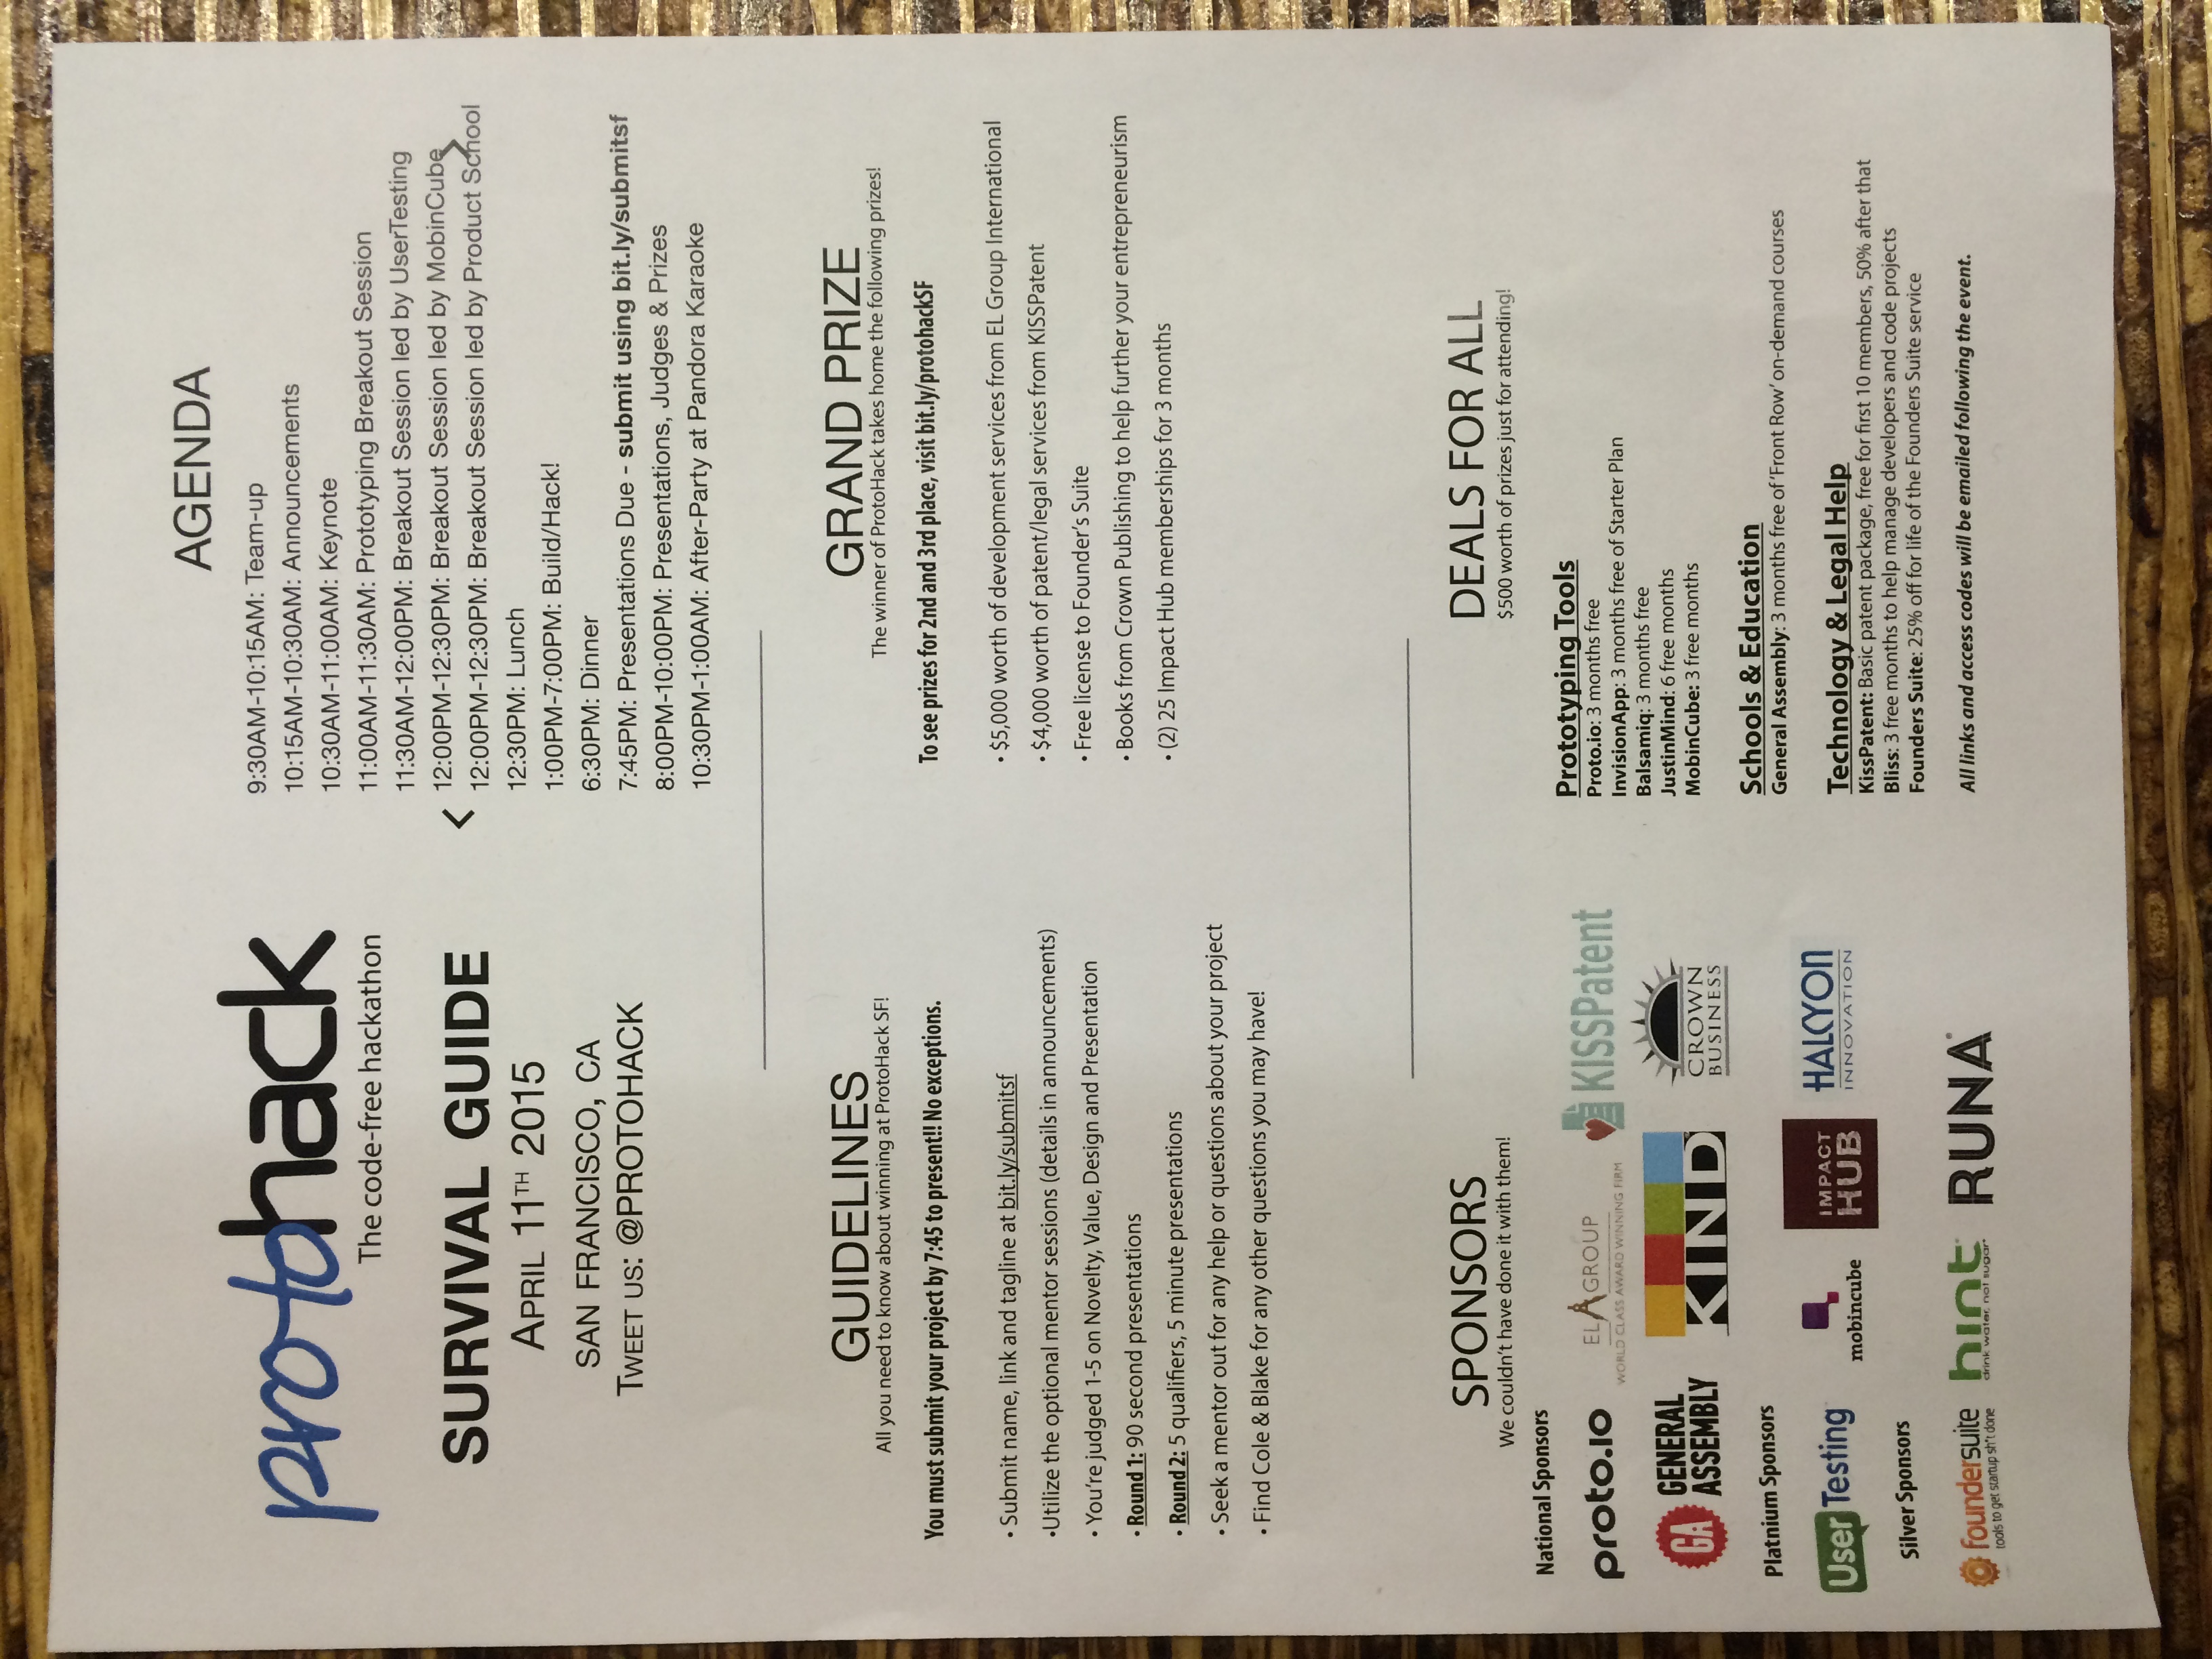 protohack
The code-free hackathon
SURVIVAL GUIDE
APRIL 11TH 2015
SAN FRANCISCO, CA
TWEET US: @PROTOHACK
AGENDA
9:30AM-10:15AM: Team-up
10:15AM-10:30AM: Announcements
10:30AM-11:00AM: Keynote
11:00AM-11:30AM: Prototyping Breakout Session
11:30AM-12:00PM: Breakout Session led by UserTesting
12:00PM-12:30PM: Breakout Session led by MobinCube
< 12:00PM-12:30PM: Breakout Session led by Product School >
12:30PM: Lunch
1:00PM-7:00PM: Build/Hack!
6:30PM: Dinner
7:45PM: Presentations Due - submit using bit.ly/submitsf
8:00PM-10:00PM: Presentations, Judges & Prizes
10:30PM-1:00AM: After-Party at Pandora Karaoke
GUIDELINES
All you need to know about winning at ProtoHack SF!
You must submit your project by 7:45 to present!! No exceptions.
• Submit name, link and tagline at bit.ly/submitsf
•Utilize the optional mentor sessions (details in announcements)
• You're judged 1-5 on Novelty, Value, Design and Presentation
• Round 1: 90 second presentations
• Round 2: 5 qualifiers, 5 minute presentations
• Seek a mentor out for any help or questions about your project
• Find Cole & Blake for any other questions you may have!
GRAND PRIZE
The winner of ProtoHack takes home the following prizes!
To see prizes for 2nd and 3rd place, visit bit.ly/protohackSF
• $5,000 worth of development services from EL Group International
• $4,000 worth of patent/legal services from KISSPatent
• Free license to Founder's Suite
• Books from Crown Publishing to help further your entrepreneurism
• (2) 25 Impact Hub memberships for 3 months
SPONSORS
We couldn't have done it with them!
National Sponsors
proto.io
EL GROUP
WORLD CLASS AWARD WINNING FIRM
KISSPatent
GA GENERAL
ASSEMBLY
KIND
CROWN
BUSINESS
Platnium Sponsors
UserTesting
mobincube
IMPACT
HUB
HALCYON
INNOVATION
Silver Sponsors
foundersuite
tools to get startup sh't done
hint
drink water, not sugar
RUNA
DEALS FOR ALL
$500 worth of prizes just for attending!
Prototyping Tools
Proto.io: 3 months free
InvisionApp: 3 months free of Starter Plan
Balsamiq: 3 months free
JustinMind: 6 free months
MobinCube: 3 free months
Schools & Education
General Assembly: 3 months free of 'Front Row' on-demand courses
Technology & Legal Help
KissPatent: Basic patent package, free for first 10 members, 50% after that
Bliss: 3 free months to help manage developers and code projects
Founders Suite: 25% off for life of the Founders Suite service
All links and access codes will be emailed following the event.